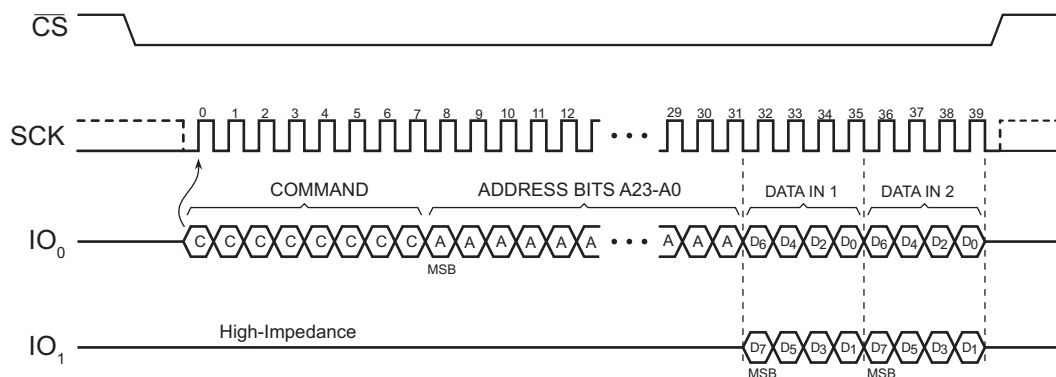 CS
SCK
0 1 2 3 4 5 6 7 8 9 10 11 12 29 30 31 32 33 34 35 36 37 38 39
COMMAND ADDRESS BITS A23-A0 DATA IN 1 DATA IN 2
IO0 C C C C C C C C A A A A A A A A A D6 D4 D2 D0 D6 D4 D2 D0
MSB
High-Impedance
IO1 D7 D5 D3 D1 D7 D5 D3 D1
MSB MSB